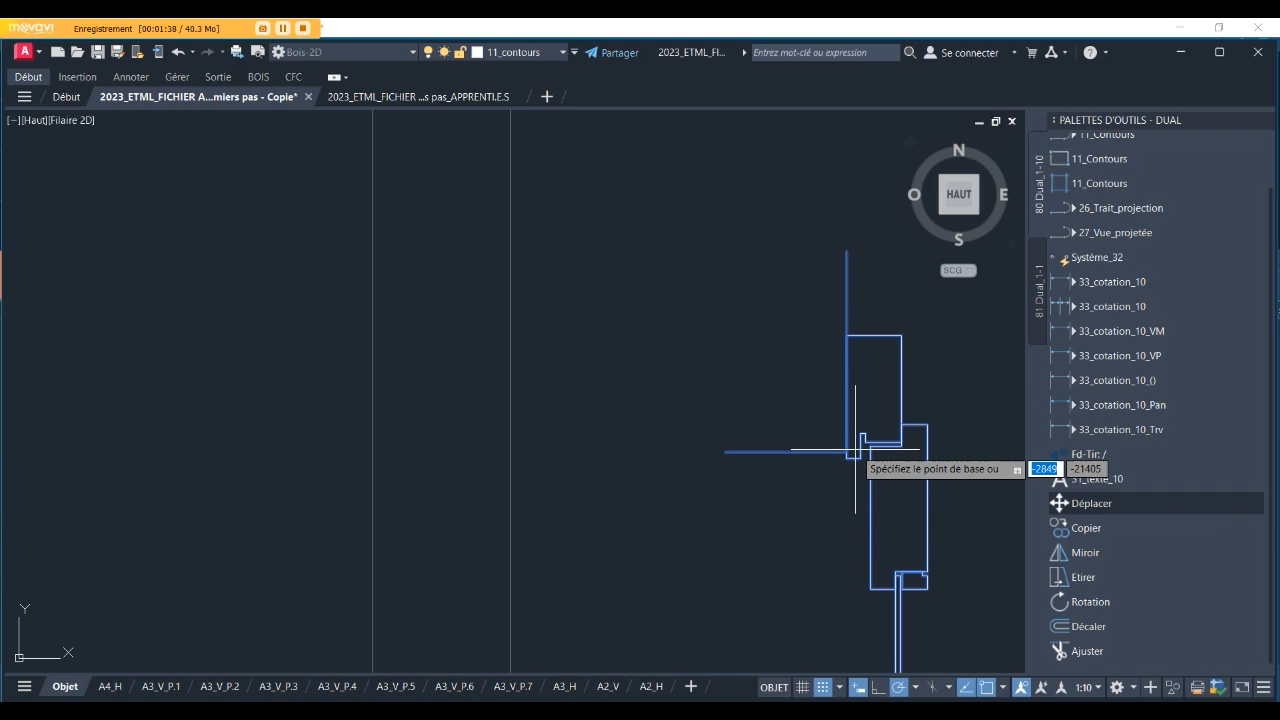 movavi Enregistrement [ 00:01:38 / 40.3 Mo ]
A Bois-2D 11_contours Partager 2023_ETML_FI... Entrez mot-clé ou expression Se connecter ?
Début Insertion Annoter Gérer Sortie BOIS CFC
Début 2023_ETML_FICHIER A...miers pas - Copie* 2023_ETML_FICHIER ...s pas_APPRENTI.E.S
[−][Haut][Filaire 2D]
PALETTES D'OUTILS - DUAL
11_Contours
11_Contours
11_Contours
26_Trait_projection
27_Vue_projetée
Système_32
33_cotation_10
33_cotation_10
33_cotation_10_VM
33_cotation_10_VP
33_cotation_10_()
33_cotation_10_Pan
33_cotation_10_Trv
Fd-Tir: /
51_texte_10
Déplacer
Copier
Miroir
Etirer
Rotation
Décaler
Ajuster
80 Dual_1-10
81 Dual_1-1
N
O HAUT E
S
SCG
Spécifiez le point de base ou -2849 -21405
Y
X
Objet A4_H A3_V_P.1 A3_V_P.2 A3_V_P.3 A3_V_P.4 A3_V_P.5 A3_V_P.6 A3_V_P.7 A3_H A2_V A2_H OBJET 1:10